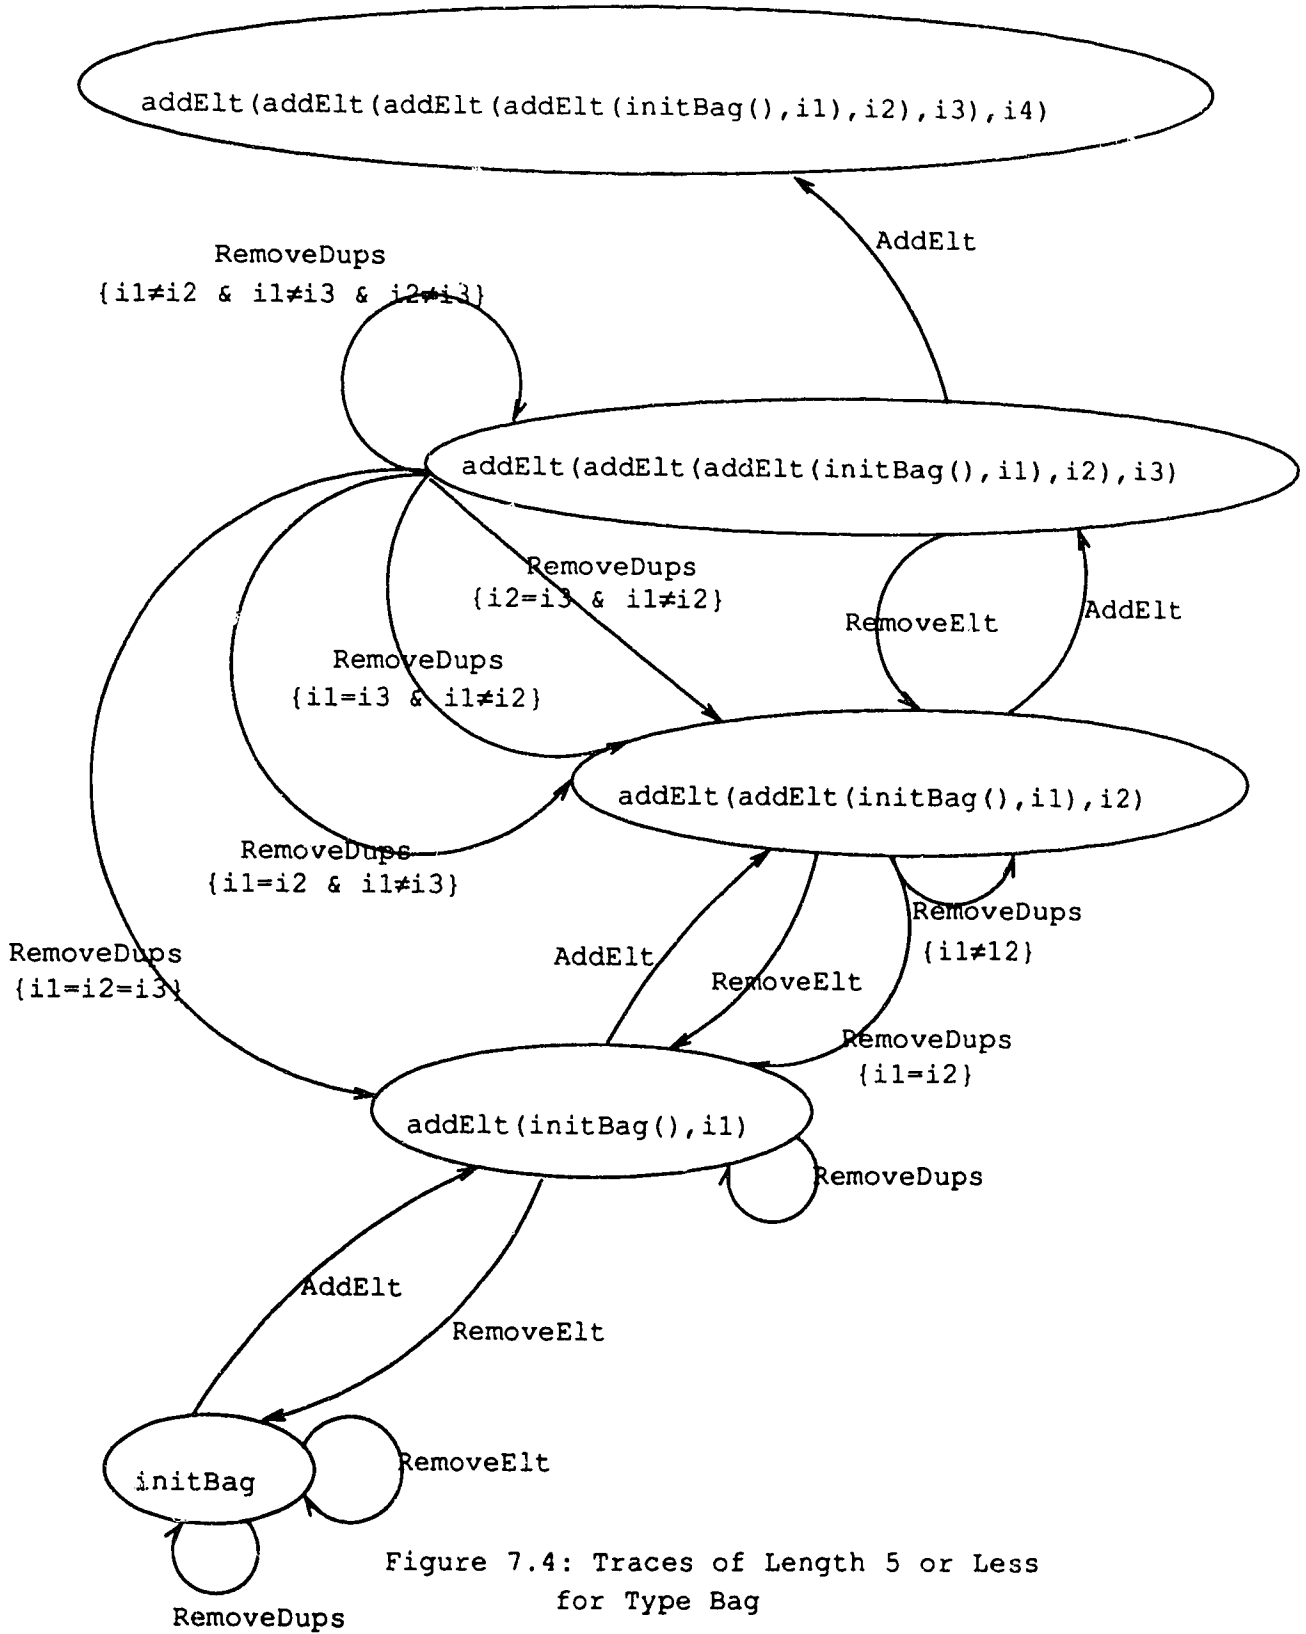 addElt(addElt(addElt(addElt(initBag(),i1),i2),i3),i4)
AddElt
RemoveDups
{i1≠i2 & i1≠i3 & i2≠i3}
addElt(addElt(addElt(initBag(),i1),i2),i3)
RemoveDups
{i2=i3 & i1≠i2}
RemoveElt
AddElt
RemoveDups
{i1=i3 & i1≠i2}
addElt(addElt(initBag(),i1),i2)
RemoveDups
{i1=i2 & i1≠i3}
RemoveDups
{i1≠12}
RemoveDups
{i1=i2=i3}
AddElt
RemoveElt
RemoveDups
{i1=i2}
addElt(initBag(),i1)
RemoveDups
AddElt
RemoveElt
initBag
RemoveElt
RemoveDups
Figure 7.4: Traces of Length 5 or Less
for Type Bag